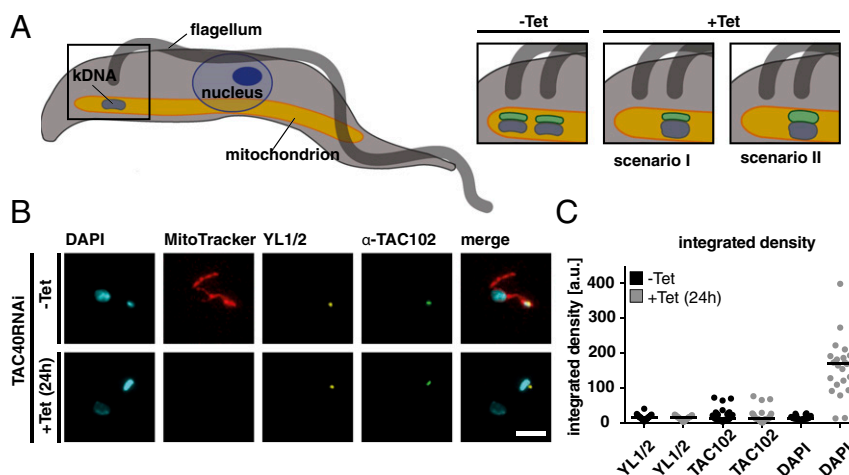 A
flagellum
kDNA
nucleus
mitochondrion
-Tet
+Tet
scenario I
scenario II
B
DAPI
MitoTracker
YL1/2
α-TAC102
merge
TAC40RNAi
-Tet
+Tet (24h)
C
integrated density
integrated density [a.u.]
400
300
200
100
0
-Tet
+Tet (24h)
YL1/2
YL1/2
TAC102
TAC102
DAPI
DAPI